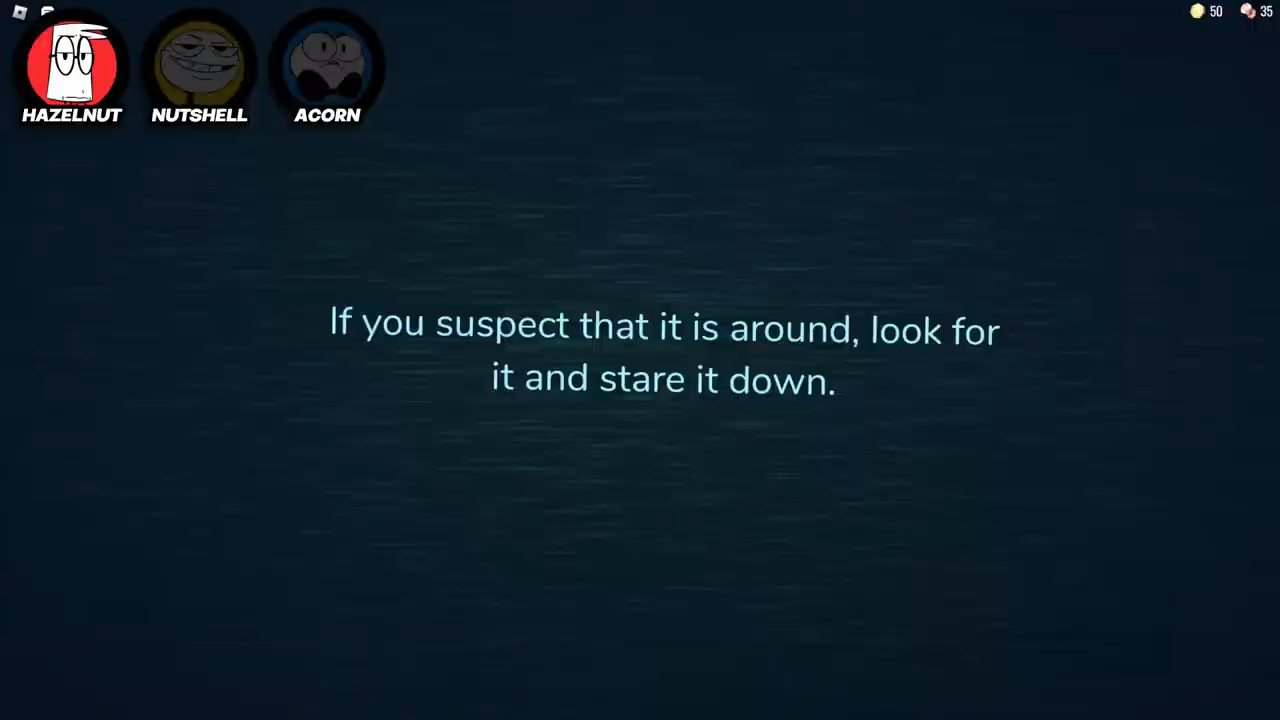 50
35
HAZELNUT
NUTSHELL
ACORN
If you suspect that it is around, look for
it and stare it down.